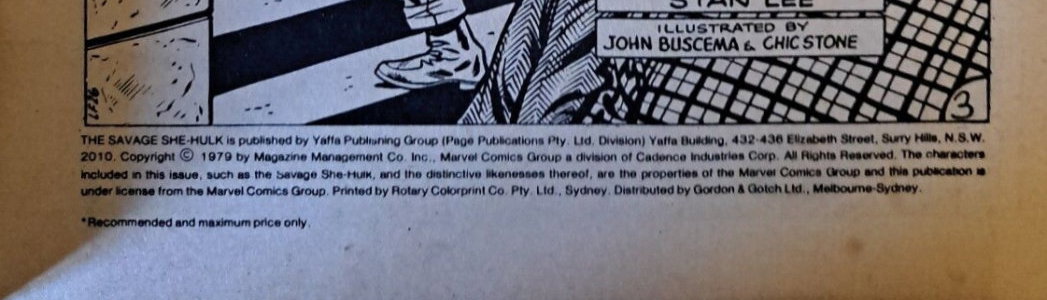 STAN LEE
ILLUSTRATED BY
JOHN BUSCEMA & CHIC STONE
3
THE SAVAGE SHE-HULK is published by Yaffa Publishing Group (Page Publications Pty. Ltd. Division) Yaffa Building, 432-436 Elizabeth Street, Surry Hills, N.S.W.
2010. Copyright © 1979 by Magazine Management Co. Inc., Marvel Comics Group a division of Cadence Industries Corp. All Rights Reserved. The characters
included in this issue, such as the Savage She-Hulk, and the distinctive likenesses thereof, are the properties of the Marvel Comics Group and this publication is
under license from the Marvel Comics Group. Printed by Rotary Colorprint Co. Pty. Ltd., Sydney. Distributed by Gordon & Gotch Ltd., Melbourne-Sydney.
*Recommended and maximum price only.